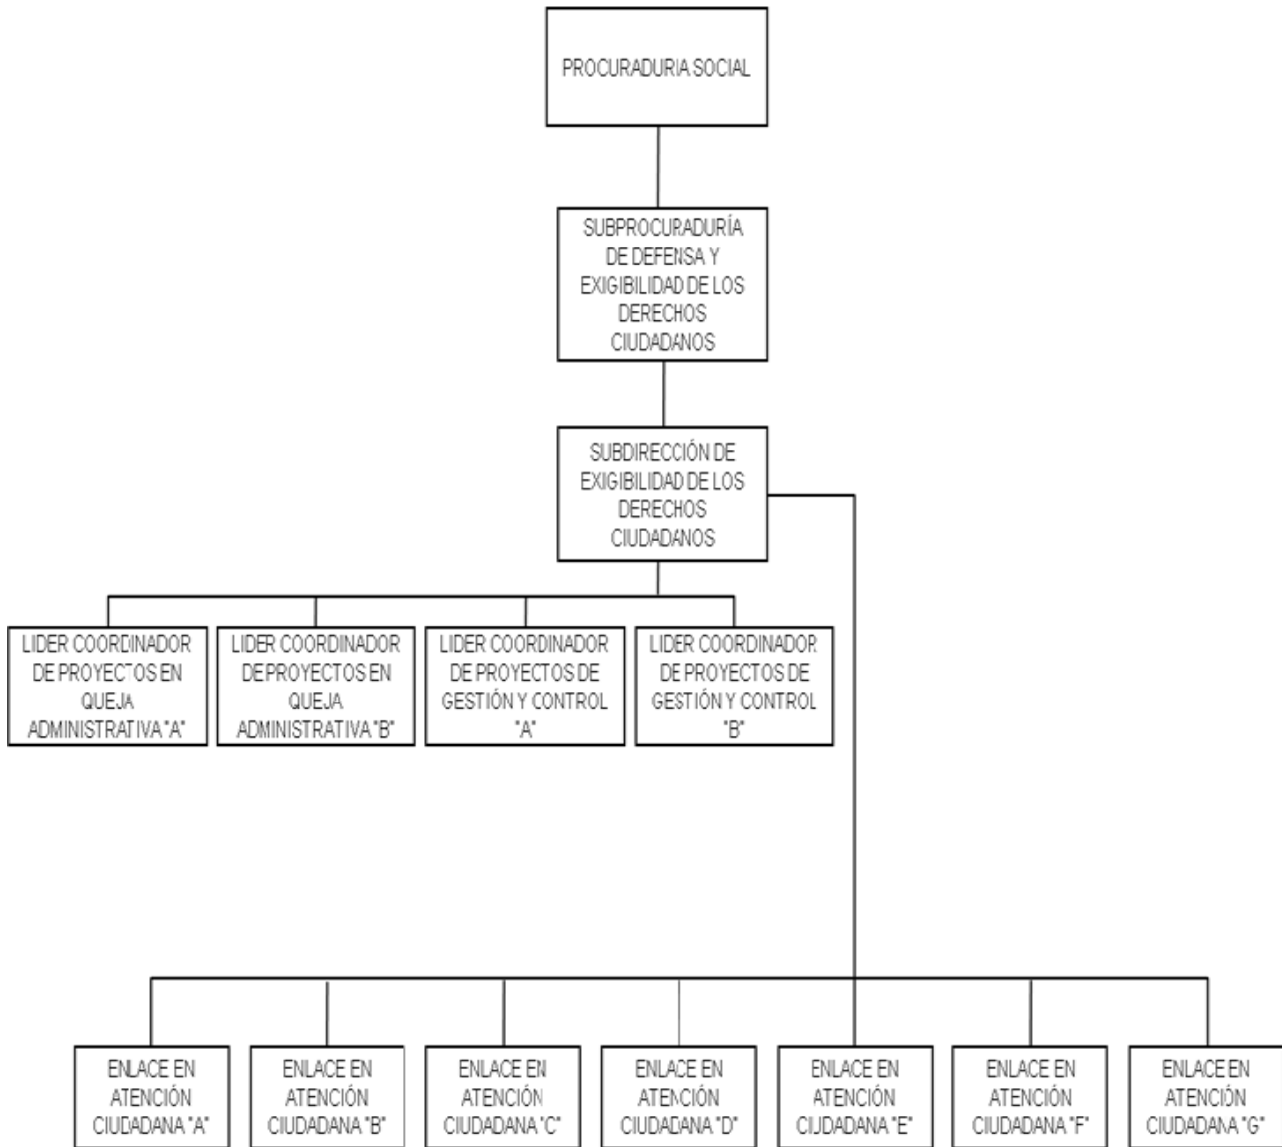 PROCURADURIA SOCIAL
SUBPROCURADURÍA
DE DEFENSA Y
EXIGIBILIDAD DE LOS
DERECHOS
CIUDADANOS
SUBDIRECCIÓN DE
EXIGIBILIDAD DE LOS
DERECHOS
CIUDADANOS
LIDER COORDINADOR
DE PROYECTOS EN
QUEJA
ADMINISTRATIVA "A"
LIDER COORDINADOR
DE PROYECTOS EN
QUEJA
ADMINISTRATIVA "B"
LIDER COORDINADOR
DE PROYECTOS DE
GESTIÓN Y CONTROL
"A"
LIDER COORDINADOR
DE PROYECTOS DE
GESTIÓN Y CONTROL
"B"
ENLACE EN
ATENCIÓN
CIUDADANA "A"
ENLACE EN
ATENCIÓN
CIUDADANA "B"
ENLACE EN
ATENCIÓN
CIUDADANA "C"
ENLACE EN
ATENCIÓN
CIUDADANA "D"
ENLACE EN
ATENCIÓN
CIUDADANA "E"
ENLACE EN
ATENCIÓN
CIUDADANA "F"
ENLACE EN
ATENCIÓN
CIUDADANA "G"